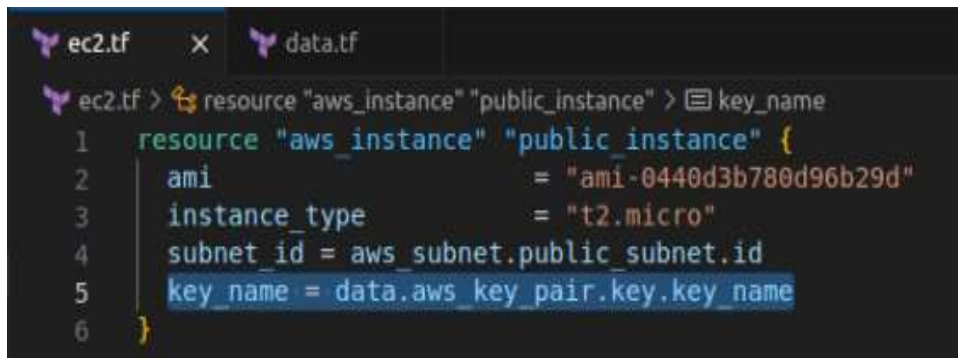 ec2.tf × data.tf
ec2.tf > resource "aws_instance" "public_instance" > key_name
1 resource "aws_instance" "public_instance" {
2 ami = "ami-0440d3b780d96b29d"
3 instance_type = "t2.micro"
4 subnet_id = aws_subnet.public_subnet.id
5 key_name = data.aws_key_pair.key.key_name
6 }